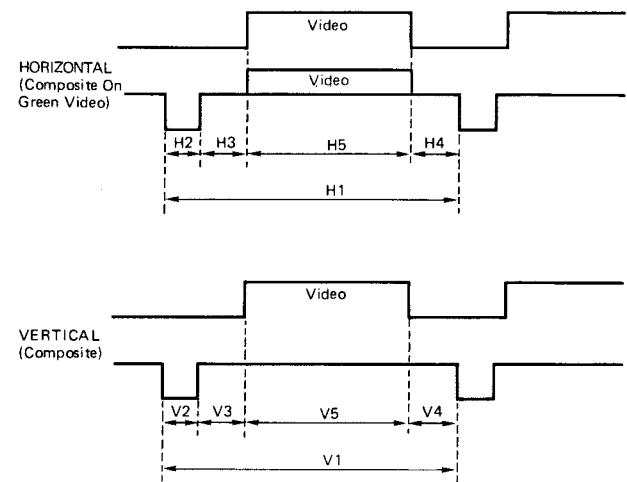 Video
HORIZONTAL
(Composite On
Green Video)
Video
H2 H3 H5 H4
H1
Video
VERTICAL
(Composite)
V2 V3 V5 V4
V1